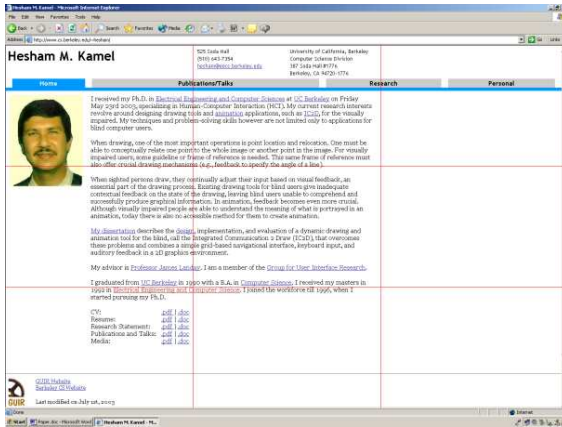 Hesham M. Kamel - Microsoft Internet Explorer
File Edit View Favorites Tools Help
Back Search Favorites Media
Address http://www.cs.berkeley.edu/~hesham/ Go Links
Hesham M. Kamel
525 Soda Hall
(510) 643-7354
University of California, Berkeley
Computer Science Division
387 Soda Hall #1776
Berkeley, CA 94720-1776
Home Publications/Talks Research Personal
I received my Ph.D. in Electrical Engineering and Computer Sciences at UC Berkeley on Friday
May 23rd 2003, specializing in Human-Computer Interaction (HCI). My current research interests
revolve around designing drawing tools and animation applications, such as IC2D, for the visually
impaired. My techniques and problem-solving skills however are not limited only to applications for
blind computer users.
When drawing, one of the most important operations is point location and relocation. One must be
able to conceptually relate one point to the whole image or another point in the image. For visually
impaired users, some guideline or frame of reference is needed. This same frame of reference must
also offer crucial drawing mechanisms (e.g., feedback to specify the angle of a line).
When sighted persons draw, they continually adjust their input based on visual feedback, an
essential part of the drawing process. Existing drawing tools for blind users give inadequate
contextual feedback on the state of the drawing, leaving blind users unable to comprehend and
successfully produce graphical information. In animation, feedback becomes even more crucial.
Although visually impaired people are able to understand the meaning of what is portrayed in an
animation, today there is also no accessible method for them to create animation.
My dissertation describes the design, implementation, and evaluation of a dynamic drawing and
animation tool for the blind, call the Integrated Communication 2 Draw (IC2D), that overcomes
these problems and combines a simple grid-based navigational interface, keyboard input, and
auditory feedback in a 2D graphics environment.
My advisor is Professor James Landay. I am a member of the Group for User Interface Research.
I graduated from UC Berkeley in 1990 with a B.A. in Computer Science. I received my masters in
1992 in Electrical Engineering and Computer Science. I joined the workforce till 1996, when I
started pursuing my Ph.D.
CV: .pdf | .doc
Resume: .pdf | .doc
Research Statement: .pdf | .doc
Publications and Talks: .pdf | .doc
Media: .pdf | .doc
GUIR Website
Berkeley CS Website
GUIR Last modified on July 1st, 2003
Done Internet
Start Paper.doc - Microsoft Word Hesham M. Kamel - M...